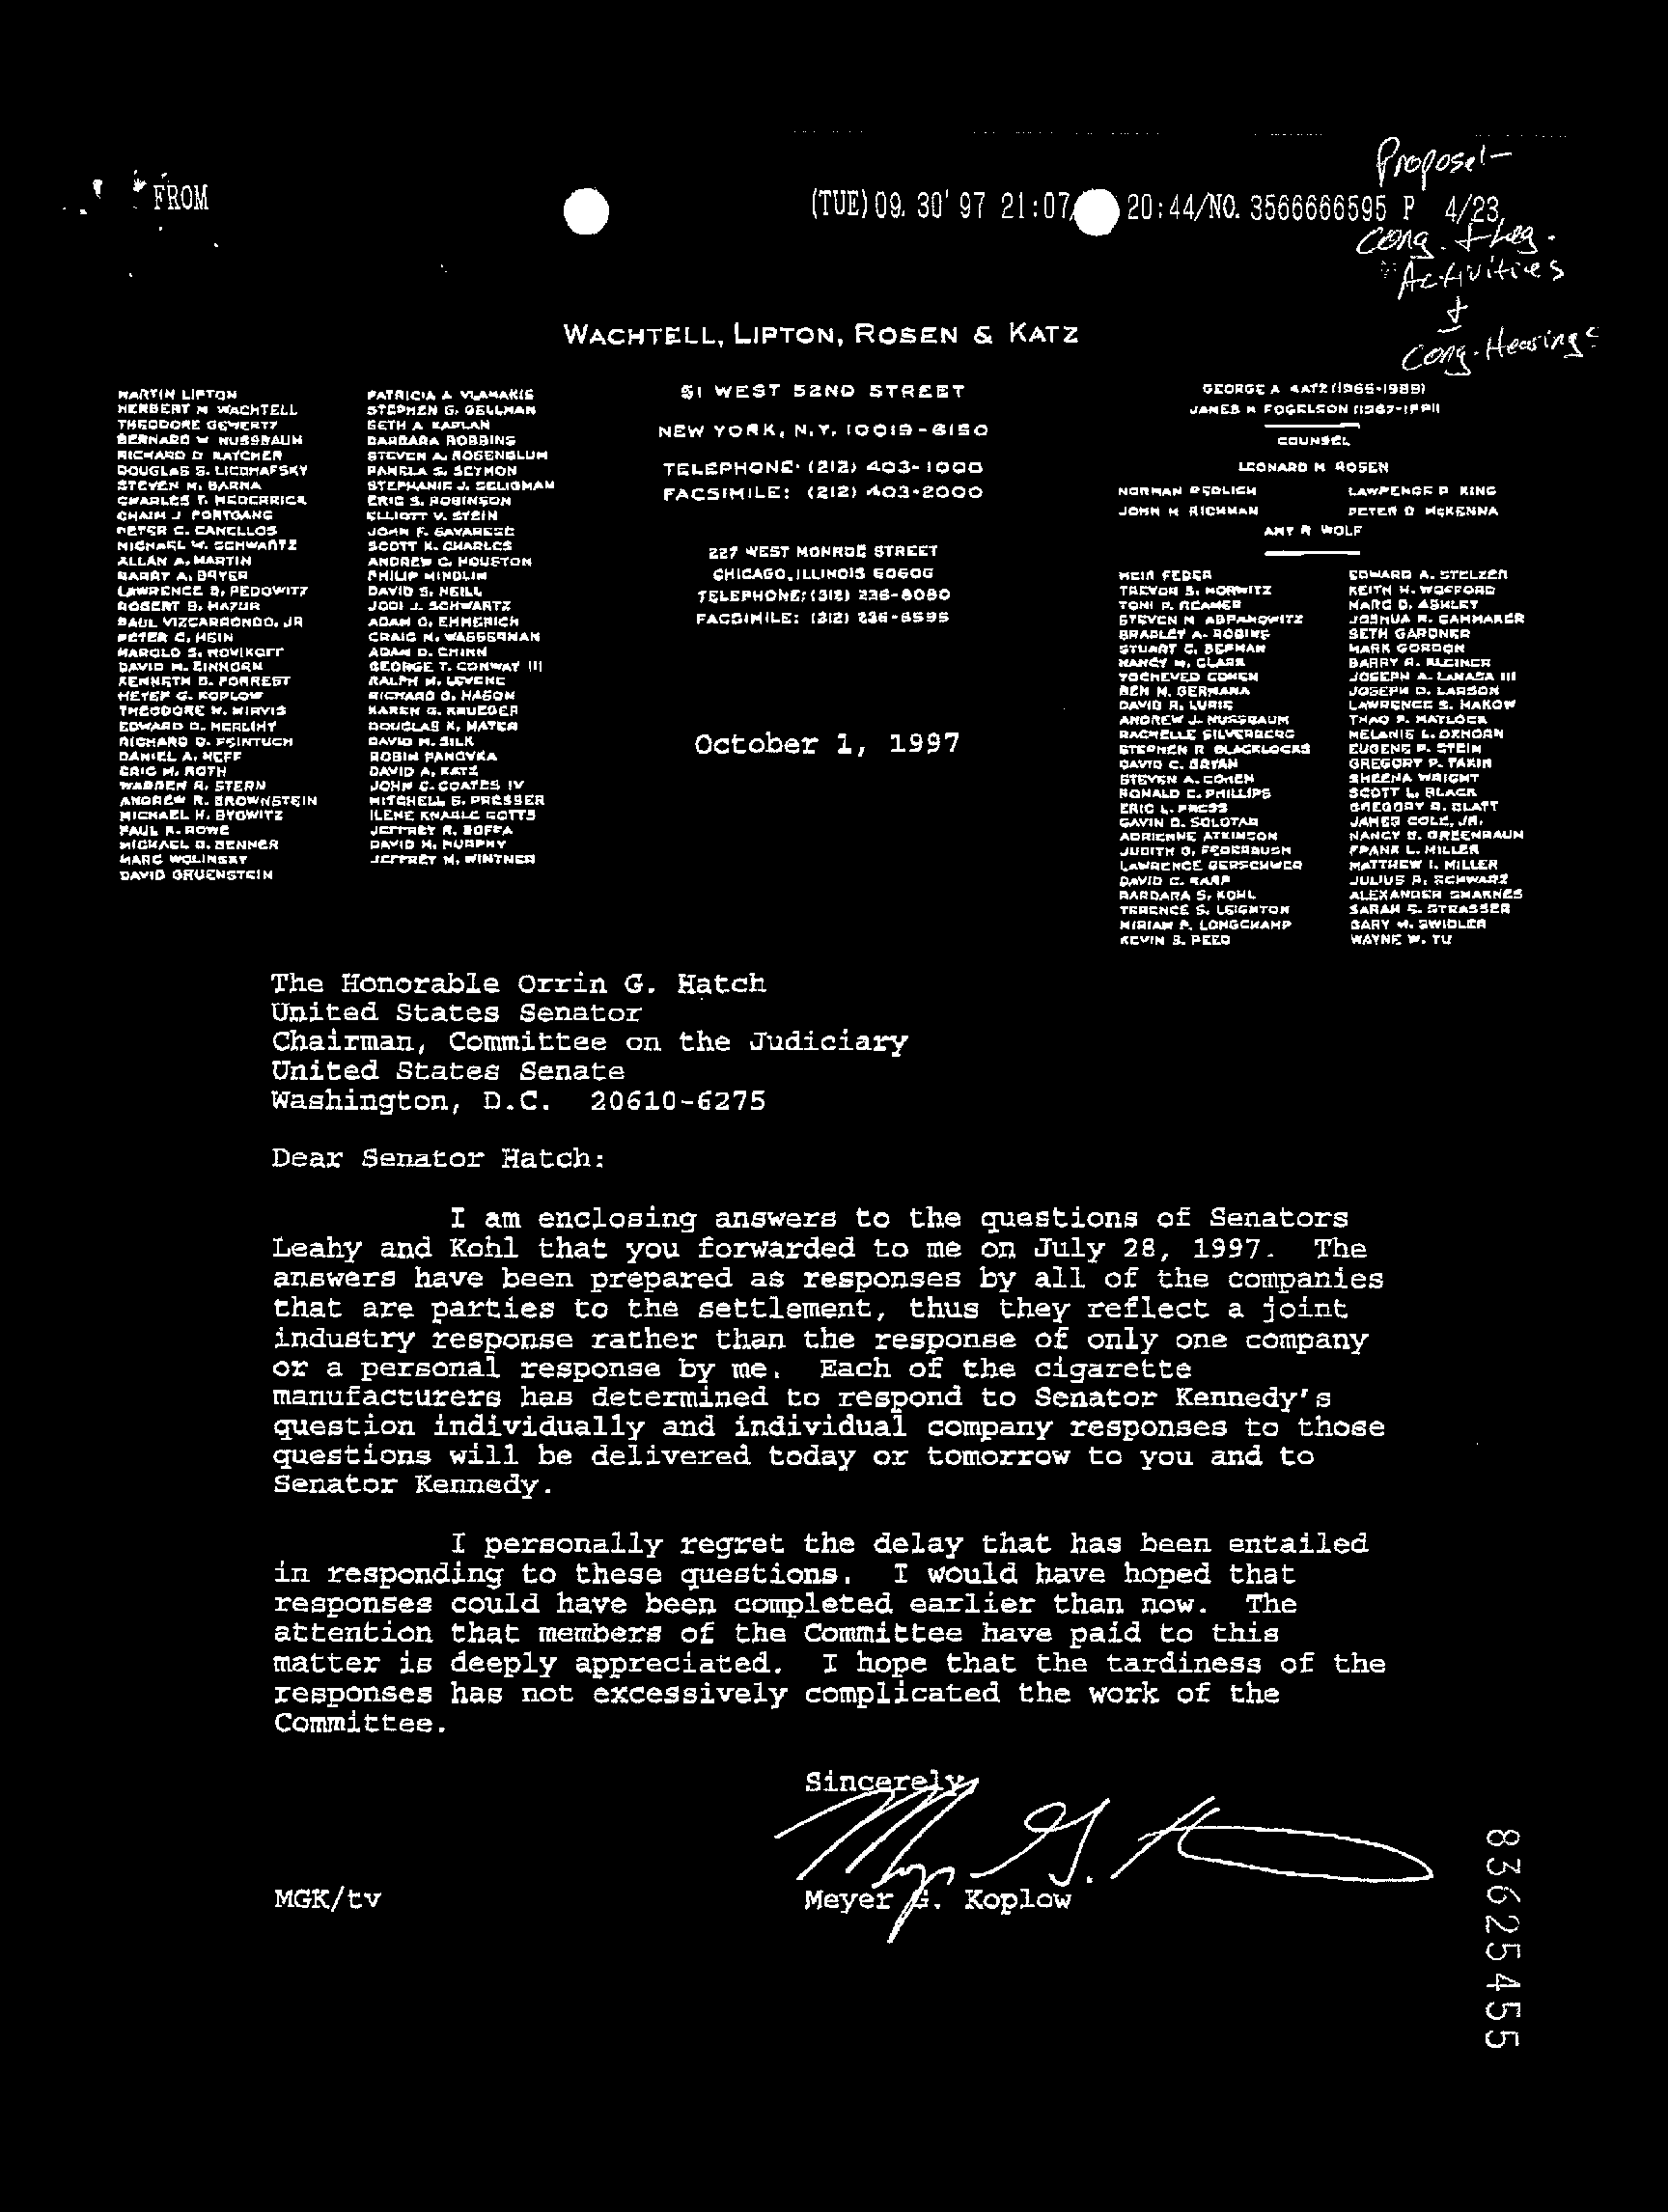 Proposal-
FROM
(TUE) 09. 30' 97 21:07/ 20:44/NO. 3566666595 P 4/23
Cong. + Leg.
Activities
+
Cong. Hearings
WACHTELL, LIPTON, ROSEN & KATZ
MARTIN LIPTON
HERBERT M. WACHTELL
THEODORE GEWERTZ
BERNARD W. NUSSBAUM
RICHARD D. KATCHER
DOUGLAS S. LICOHAFSKY
STEVEN M. BARNA
CHARLES T. HEDERRICK
CHAIM J. FORTGANG
PETER C. CANELLOS
MICHAEL W. SCHWARTZ
ALLAN A. MARTIN
BARRY A. BRYER
LAWRENCE B. PEDOWITZ
ROBERT B. MAZUR
PAUL VIZCARRONDO, JR
PETER C. HEIN
HAROLD S. NOVIKOFF
DAVID M. EINHORN
KENNETH B. FORREST
MEYER G. KOPLOW
THEODORE N. MIRVIS
EDWARD D. HERLIHY
RICHARD D. FEINTUCH
DANIEL A. NEFF
ERIC M. ROTH
WARREN R. STERN
ANDREW R. BROWNSTEIN
MICHAEL H. BYOWITZ
PAUL K. ROWE
MICHAEL B. BENNER
MARC WOLINSKY
DAVID GRUENSTEIN
PATRICIA A. VLAHAKIS
STEPHEN G. GELLMAN
SETH A. KAPLAN
BARBARA ROBBINS
STEVEN A. ROSENBLUM
PAMELA S. SEYMON
STEPHANIE J. SELIGMAN
ERIC S. ROBINSON
ELLIOTT V. STEIN
JOHN F. SAVARESE
SCOTT K. CHARLES
ANDREW C. HOUSTON
PHILIP MINDLIN
DAVID S. NEILL
JODI J. SCHWARTZ
ADAM O. EMMERICH
CRAIG M. WASSERMAN
ADAM D. CHINN
GEORGE T. CONWAY III
RALPH M. LEVENE
RICHARD G. MASON
KAREN G. KRUEGER
DOUGLAS K. MAYER
DAVID M. SILK
ROBIN PANOVKA
DAVID A. KATZ
JOHN C. COATES IV
MITCHELL S. PRESSER
ILENE KNABLE GOTTS
JEFFREY R. BOFFA
DAVID M. MURPHY
JEFFREY M. WINTNER
51 WEST 52ND STREET
NEW YORK, N.Y. 10019-6150
TELEPHONE: (212) 403-1000
FACSIMILE: (212) 403-2000
227 WEST MONROE STREET
CHICAGO, ILLINOIS 60606
TELEPHONE: (312) 236-6080
FACSIMILE: (312) 236-6595
October 1, 1997
GEORGE A. KATZ (1965-1989)
JAMES H. FOGELSON (1967-1991)
COUNSEL
LEONARD M. ROSEN
NORMAN REDLICH LAWRENCE P. KING
JOHN H. RICHMAN PETER D. McKENNA
AMY R. WOLF
MEIR FEDER
TREVOR S. NORWITZ
TONI P. REAMER
STEVEN M. ABRAMOWITZ
BRADLEY A. ROBINS
STUART C. BERMAN
NANCY M. CLARK
YOCHEVED COHEN
BEN M. GERMANA
DAVID R. LURIE
ANDREW J. NUSSBAUM
RACHELLE SILVERBERG
STEPHEN R. BLACKLOCKS
DAVID C. BRYAN
STEVEN A. COHEN
RONALD C. PHILLIPS
ERIC L. PRESS
GAVIN D. SOLOTAR
ADRIENNE ATKINSON
JUDITH O. FEDERBUSH
LAWRENCE GERSCHWER
DAVID C. KARP
BARBARA S. KOHL
TERENCE S. LEIGHTON
MIRIAM P. LONGCHAMP
KEVIN S. REED
EDWARD A. STELZER
KEITH H. WOFFORD
MARC D. ASHLEY
JOSHUA R. CAMMAKER
SETH GARDNER
MARK GORDON
BARRY R. KLEINER
JOSEPH A. LAMASA III
JOSEPH D. LARSON
LAWRENCE S. MAKOW
THAD P. MATLOCK
MELANIE L. OXHORN
EUGENE P. STEIN
GREGORY P. TAKIN
SHEENA WRIGHT
SCOTT L. BLACK
GREGORY R. BLATT
JAMES COLE, JR.
NANCY B. GREENBAUM
FRANK L. MILLER
MATTHEW I. MILLER
JULIUS R. SCHWARZ
ALEXANDER SHAKNES
SARAH S. STRASSER
GARY M. SWIDLER
WAYNE W. TU
The Honorable Orrin G. Hatch
United States Senator
Chairman, Committee on the Judiciary
United States Senate
Washington, D.C. 20610-6275
Dear Senator Hatch:
I am enclosing answers to the questions of Senators
Leahy and Kohl that you forwarded to me on July 28, 1997. The
answers have been prepared as responses by all of the companies
that are parties to the settlement, thus they reflect a joint
industry response rather than the response of only one company
or a personal response by me. Each of the cigarette
manufacturers has determined to respond to Senator Kennedy's
question individually and individual company responses to those
questions will be delivered today or tomorrow to you and to
Senator Kennedy.
I personally regret the delay that has been entailed
in responding to these questions. I would have hoped that
responses could have been completed earlier than now. The
attention that members of the Committee have paid to this
matter is deeply appreciated. I hope that the tardiness of the
responses has not excessively complicated the work of the
Committee.
Sincerely,
MGK/tv
Meyer G. Koplow
83625455